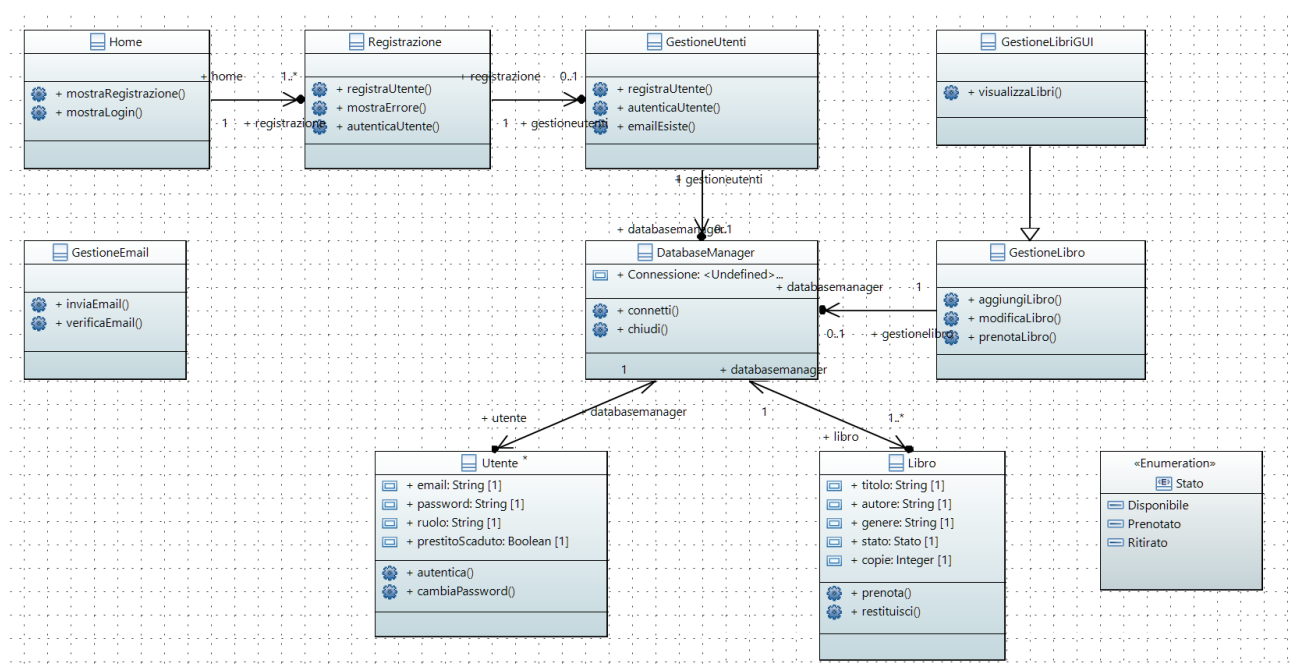 Home
+ mostraRegistrazione()
+ mostraLogin()
+ home
1..*
1
+ registrazione
Registrazione
+ registraUtente()
+ mostraErrore()
+ autenticaUtente()
+ registrazione
0..1
1
+ gestioneutenti
GestioneUtenti
+ registraUtente()
+ autenticaUtente()
+ emailEsiste()
GestioneLibriGUI
+ visualizzaLibri()
1
+ gestioneutenti
+ databasemanager
0..1
GestioneEmail
+ inviaEmail()
+ verificaEmail()
DatabaseManager
+ Connessione: <Undefined>...
+ connetti()
+ chiudi()
+ databasemanager
1
0..1
+ gestionelibro
GestioneLibro
+ aggiungiLibro()
+ modificaLibro()
+ prenotaLibro()
1
+ databasemanager
+ utente
+ databasemanager
1
1..*
+ libro
Utente
*
+ email: String [1]
+ password: String [1]
+ ruolo: String [1]
+ prestitoScaduto: Boolean [1]
+ autentica()
+ cambiaPassword()
Libro
+ titolo: String [1]
+ autore: String [1]
+ genere: String [1]
+ stato: Stato [1]
+ copie: Integer [1]
+ prenota()
+ restituisci()
«Enumeration»
Stato
Disponibile
Prenotato
Ritirato